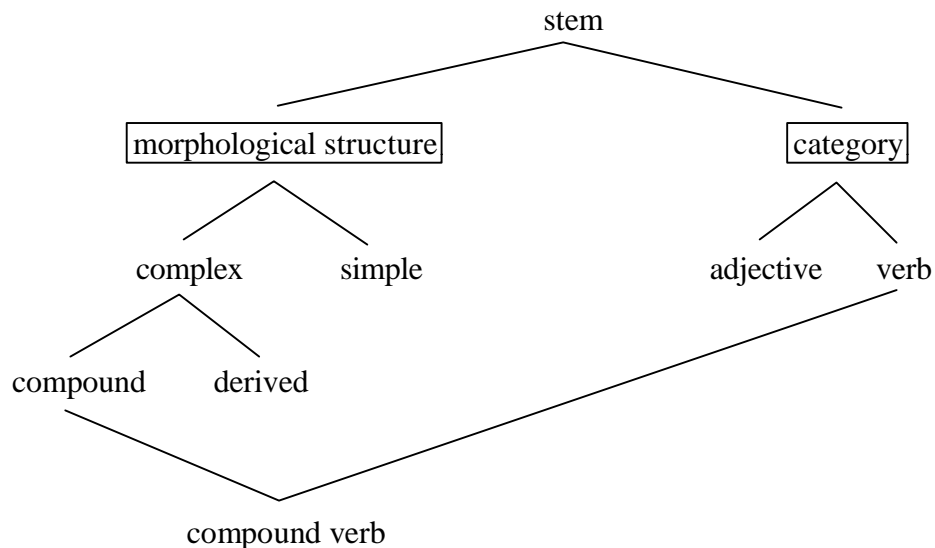 stem
morphological structure category
complex simple adjective verb
compound derived
compound verb